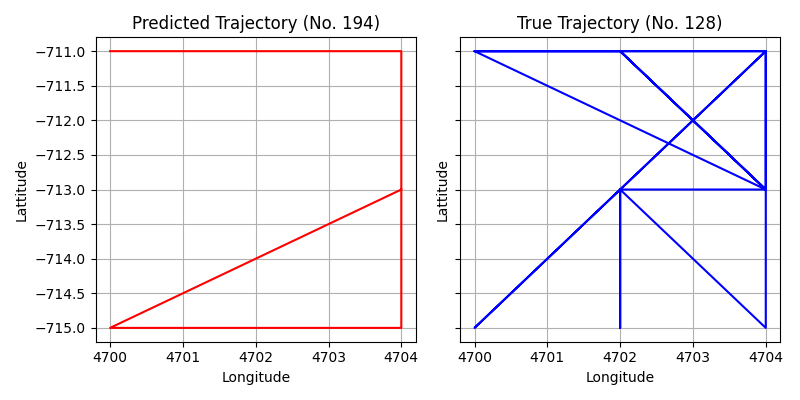 Predicted Trajectory (No. 194)
True Trajectory (No. 128)
Lattitude
−711.0
−711.5
−712.0
−712.5
−713.0
−713.5
−714.0
−714.5
−715.0
4700 4701 4702 4703 4704
Longitude
Lattitude
4700 4701 4702 4703 4704
Longitude